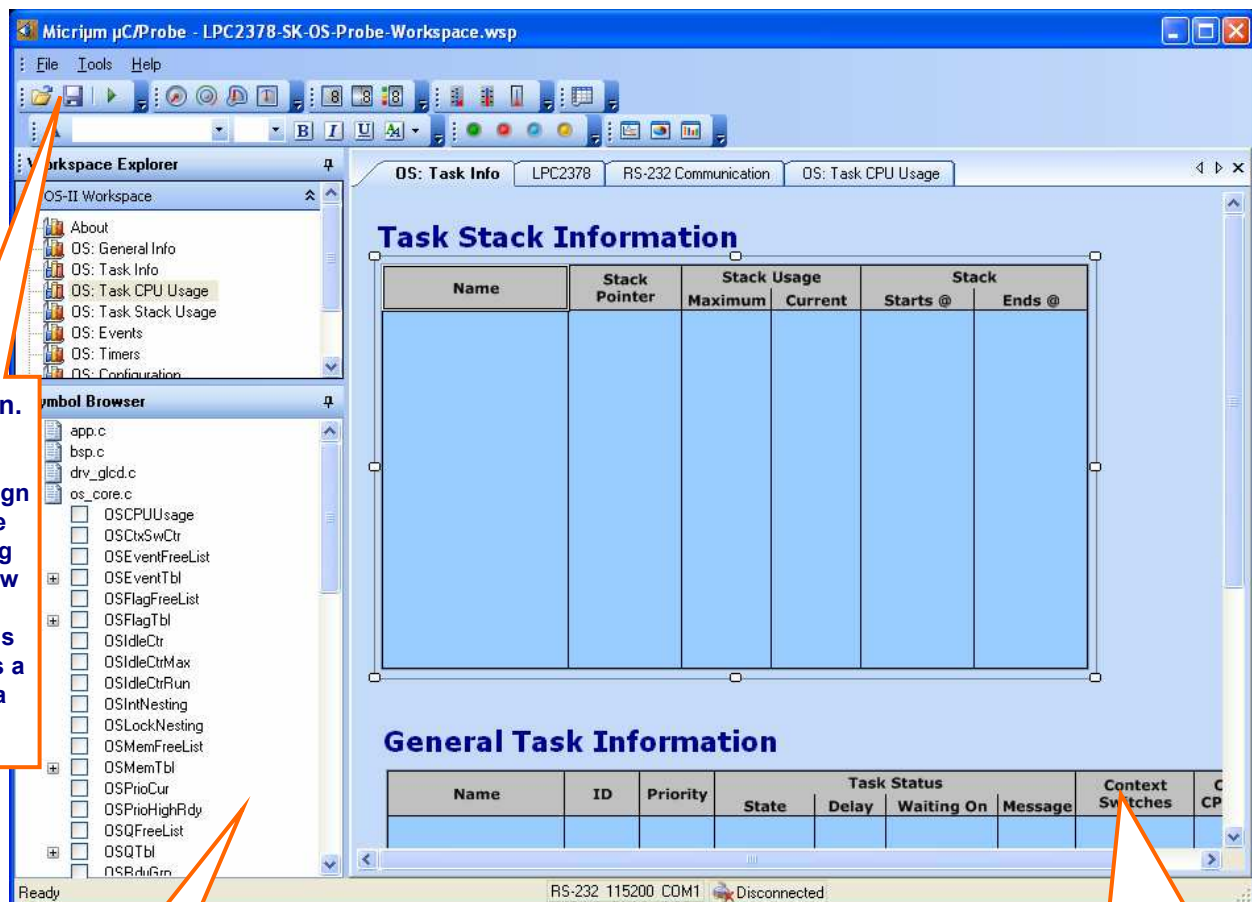 Micriµm µC/Probe - LPC2378-SK-OS-Probe-Workspace.wsp
File Tools Help
B I U A
Workspace Explorer
OS-II Workspace
About
OS: General Info
OS: Task Info
OS: Task CPU Usage
OS: Task Stack Usage
OS: Events
OS: Timers
OS: Configuration
n.
gn
e
g
w
s
s a
a
Symbol Browser
app.c
bsp.c
drv_glcd.c
os_core.c
OSCPUUsage
OSCtxSwCtr
OSEventFreeList
OSEventTbl
OSFlagFreeList
OSFlagTbl
OSIdleCtr
OSIdleCtrMax
OSIdleCtrRun
OSIntNesting
OSLockNesting
OSMemFreeList
OSMemTbl
OSPrioCur
OSPrioHighRdy
OSQFreeList
OSQTbl
OSRdyGrp
OS: Task Info LPC2378 RS-232 Communication OS: Task CPU Usage
Task Stack Information
Name Stack Pointer Stack Usage Stack
Maximum Current Starts @ Ends @
General Task Information
Name ID Priority Task Status Context Switches C
State Delay Waiting On Message CP
Ready RS-232 115200 COM1 Disconnected